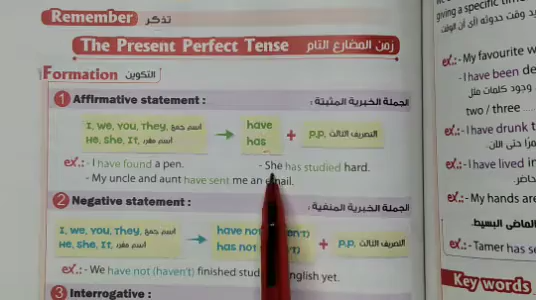 Remember تذكر
The Present Perfect Tense زمن المضارع التام
Formation التكوين
1 Affirmative statement : الجملة الخبرية المثبتة :
I, we, you, They, اسم جمع
He, She, It, اسم مفرد
have
has
+ p.p. التصريف الثالث
ex.: - I have found a pen. - She has studied hard.
- My uncle and aunt have sent me an email.
2 Negative statement : الجملة الخبرية المنفية :
I, we, you, They, اسم جمع
He, She, It, اسم مفرد
have not
has not
+ p.p. التصريف الثالث
ex.: - We have not (haven't) finished yet.
3 Interrogative :
giving a specific
ex.: - My favourite w
- I have been de
وجود كلمات مثل
two / three
ex.: - I have drunk t
ex.: - I have lived in
ex.: - My hands are
الماضى البسيط.
ex.: - Tamer has s
Key words